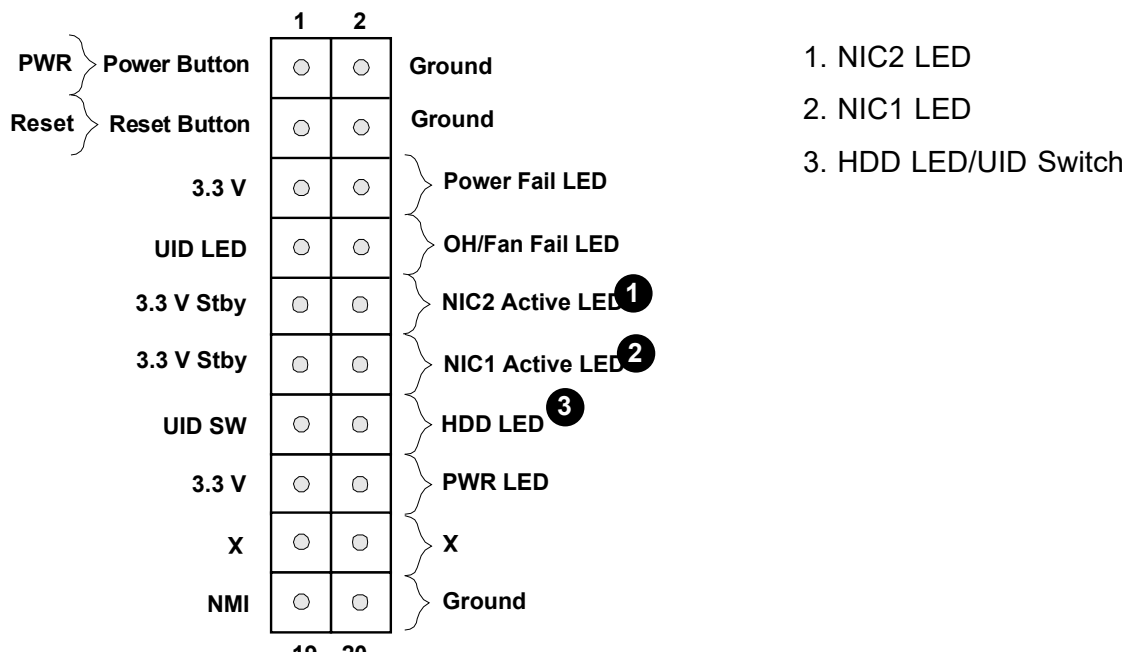 1 2
PWR Power Button Ground
Reset Reset Button Ground
3.3 V Power Fail LED
UID LED OH/Fan Fail LED
3.3 V Stby NIC2 Active LED 1
3.3 V Stby NIC1 Active LED 2
UID SW HDD LED 3
3.3 V PWR LED
X X
NMI Ground
19 20
1. NIC2 LED
2. NIC1 LED
3. HDD LED/UID Switch